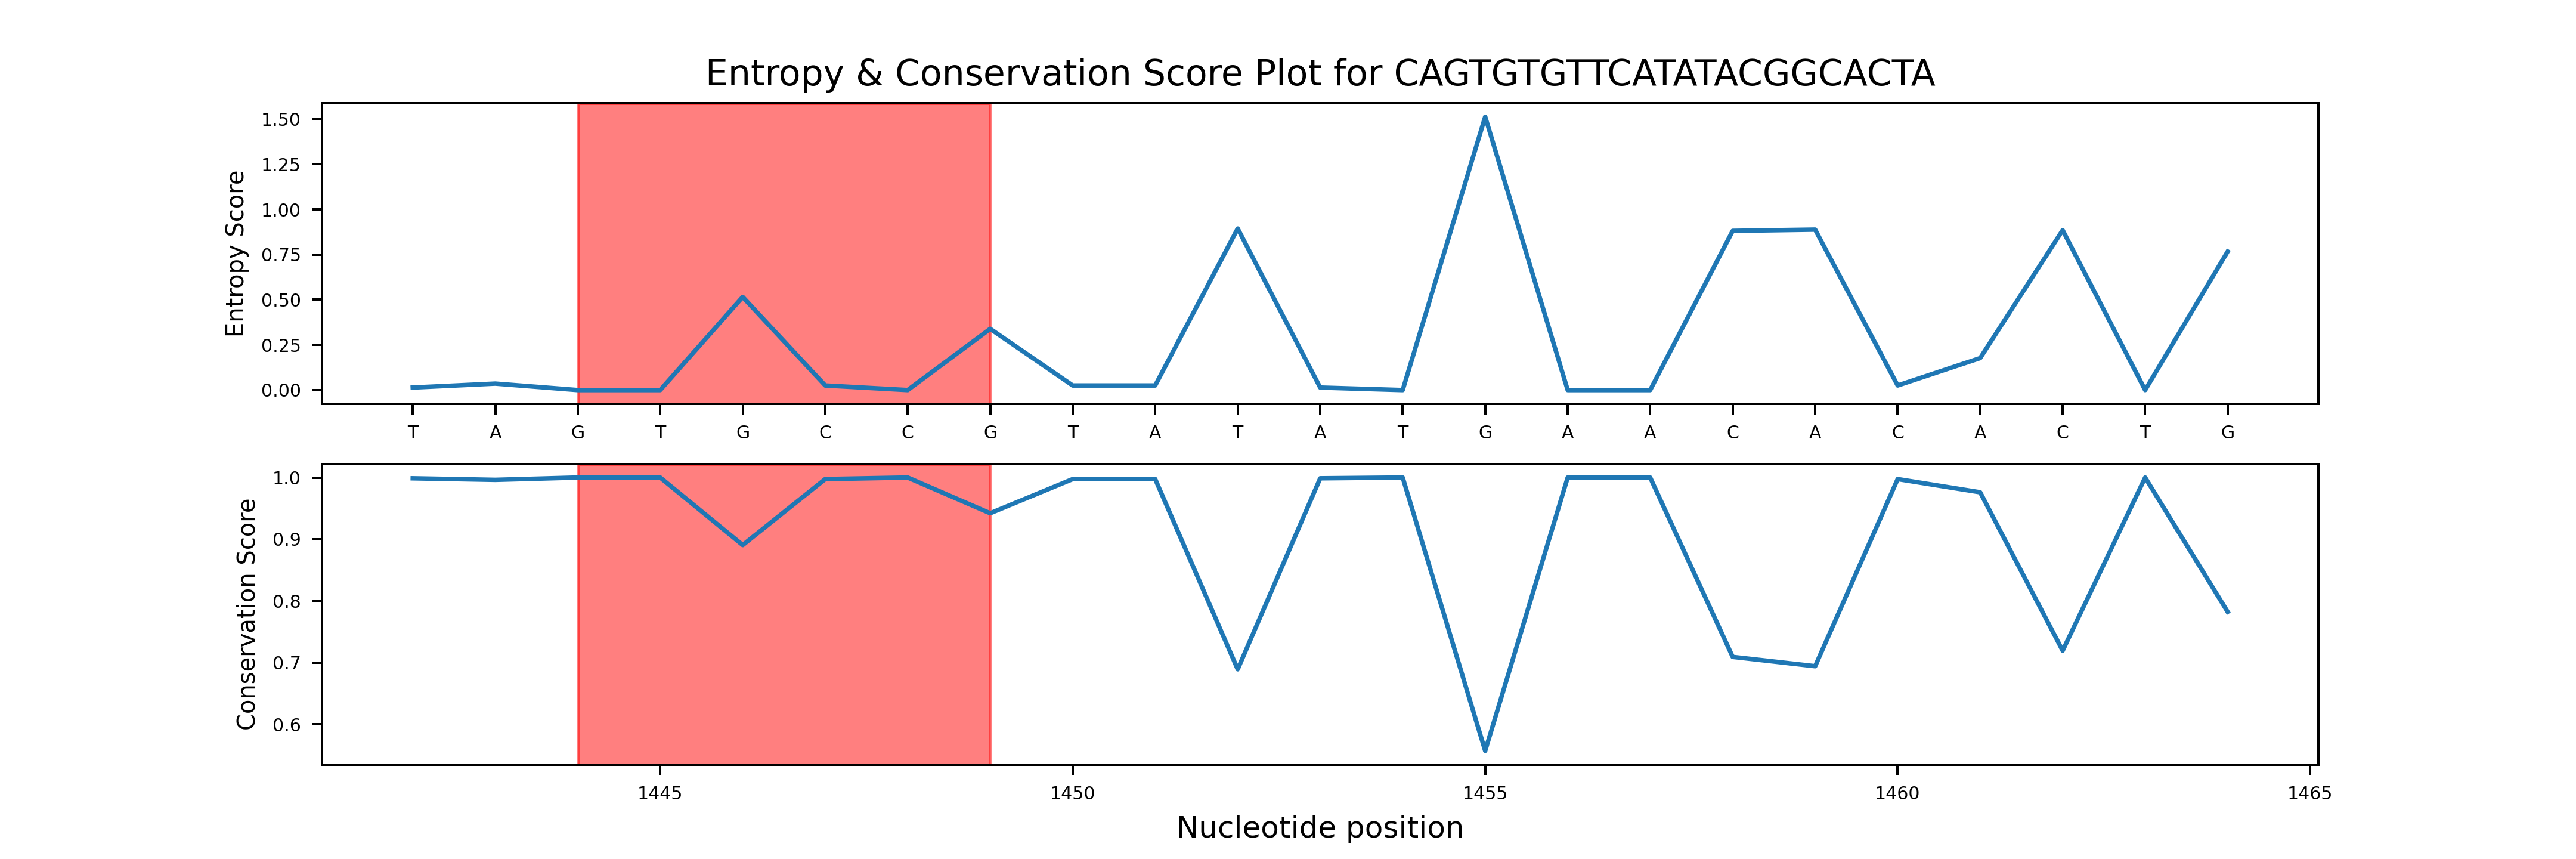 Entropy & Conservation Score Plot for CAGTGTGTTCATATACGGCACTA
Entropy Score
1.50
1.25
1.00
0.75
0.50
0.25
0.00
T A G T G C C G T A T A T G A A C A C A C T G
Conservation Score
1.0
0.9
0.8
0.7
0.6
1445 1450 1455 1460 1465
Nucleotide position